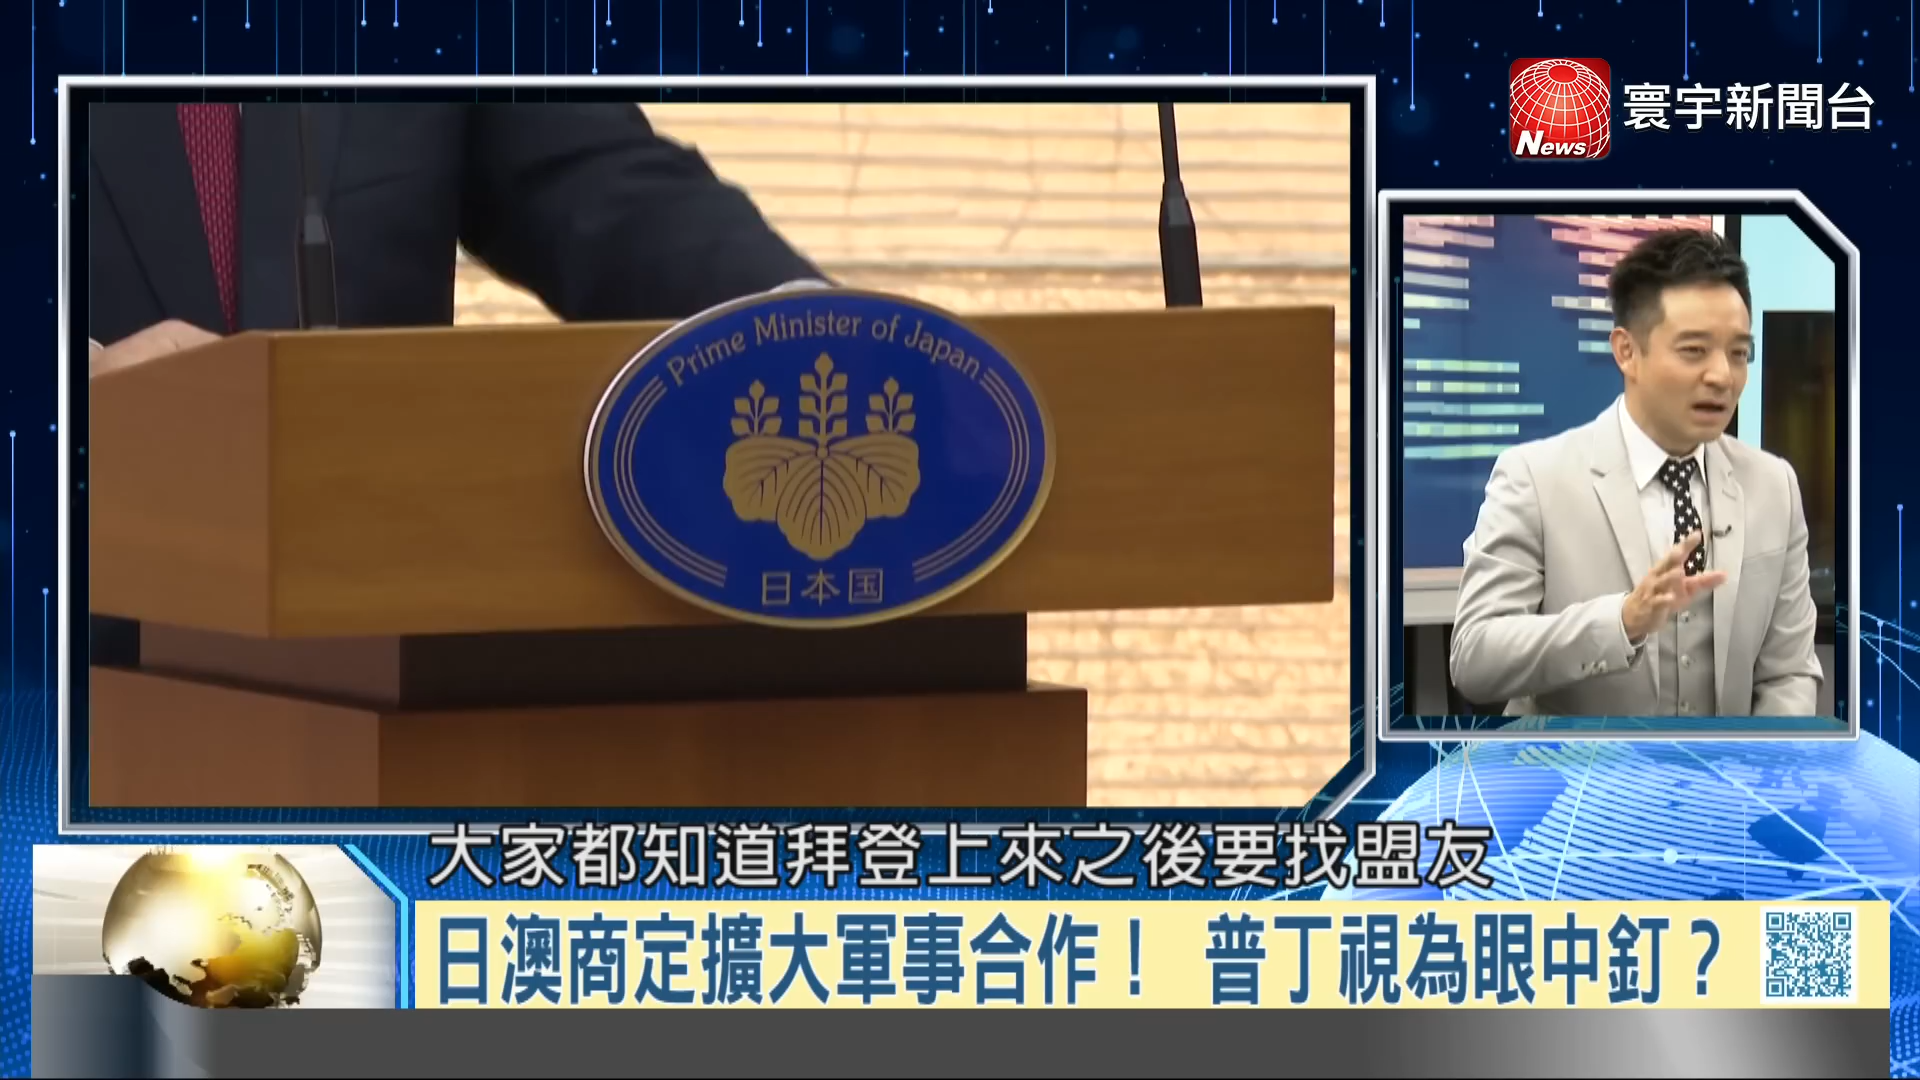 News
寰宇新聞台
Prime Minister of Japan
日本国
大家都知道拜登上來之後要找盟友
日澳商定擴大軍事合作! 普丁視為眼中釘?